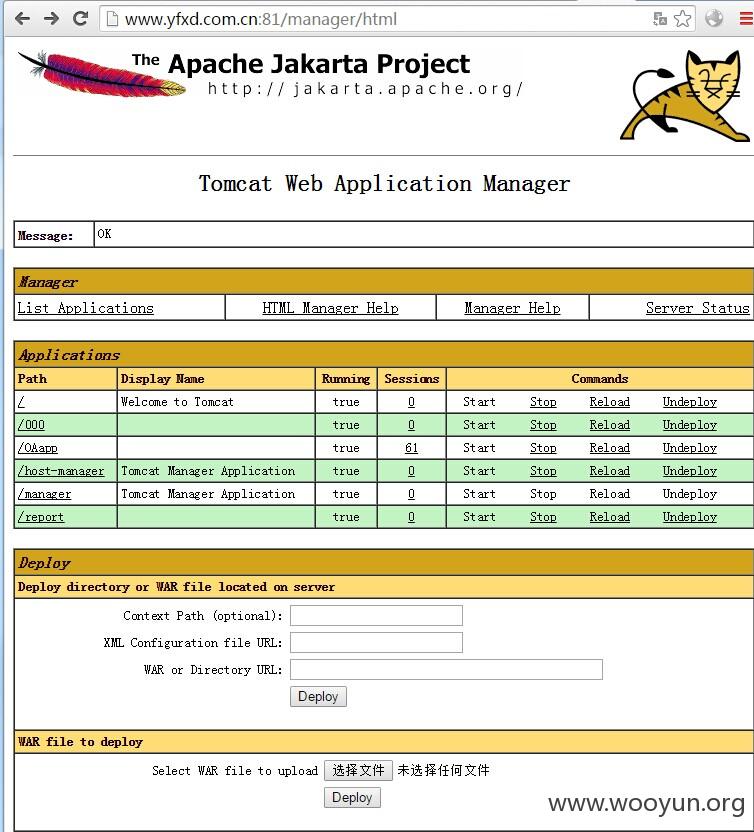 www.yfxd.com.cn:81/manager/html
The Apache Jakarta Project
http://jakarta.apache.org/
Tomcat Web Application Manager
Message: OK
Manager
List Applications HTML Manager Help Manager Help Server Status
Applications
Path Display Name Running Sessions Commands
/ Welcome to Tomcat true 0 Start Stop Reload Undeploy
/000 true 0 Start Stop Reload Undeploy
/OAapp true 61 Start Stop Reload Undeploy
/host-manager Tomcat Manager Application true 0 Start Stop Reload Undeploy
/manager Tomcat Manager Application true 0 Start Stop Reload Undeploy
/report true 0 Start Stop Reload Undeploy
Deploy
Deploy directory or WAR file located on server
Context Path (optional):
XML Configuration file URL:
WAR or Directory URL:
Deploy
WAR file to deploy
Select WAR file to upload 选择文件 未选择任何文件
Deploy
www.wooyun.org